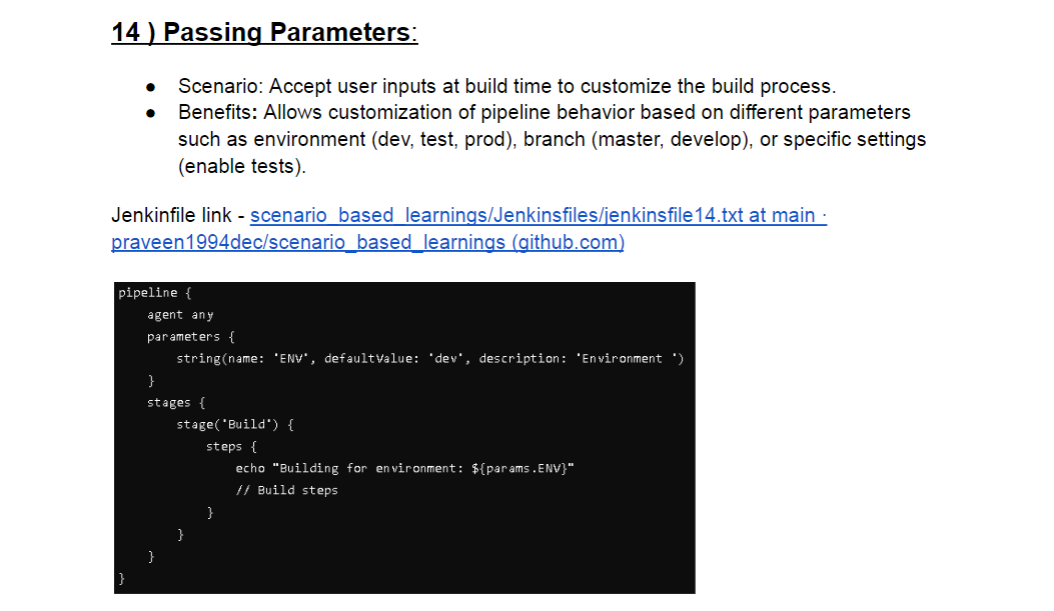 14 ) Passing Parameters:
● Scenario: Accept user inputs at build time to customize the build process.
● Benefits: Allows customization of pipeline behavior based on different parameters
such as environment (dev, test, prod), branch (master, develop), or specific settings
(enable tests).
Jenkinfile link - scenario_based_learnings/Jenkinsfiles/jenkinsfile14.txt at main ·
praveen1994dec/scenario_based_learnings (github.com)
pipeline {
    agent any
    parameters {
        string(name: 'ENV', defaultValue: 'dev', description: 'Environment ')
    }
    stages {
        stage('Build') {
            steps {
                echo "Building for environment: ${params.ENV}"
                // Build steps
            }
        }
    }
}